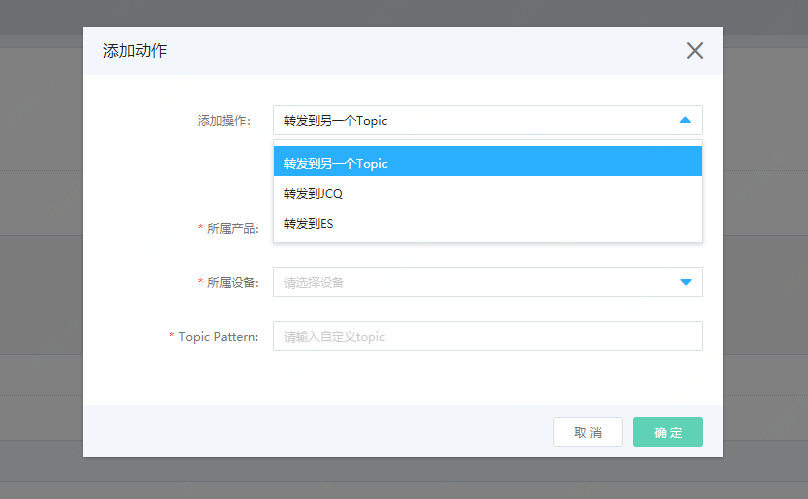 添加动作
添加操作:
转发到另一个Topic
转发到另一个Topic
转发到JCQ
转发到ES
* 所属产品:
* 所属设备:
请选择设备
* Topic Pattern:
请输入自定义topic
取 消
确 定